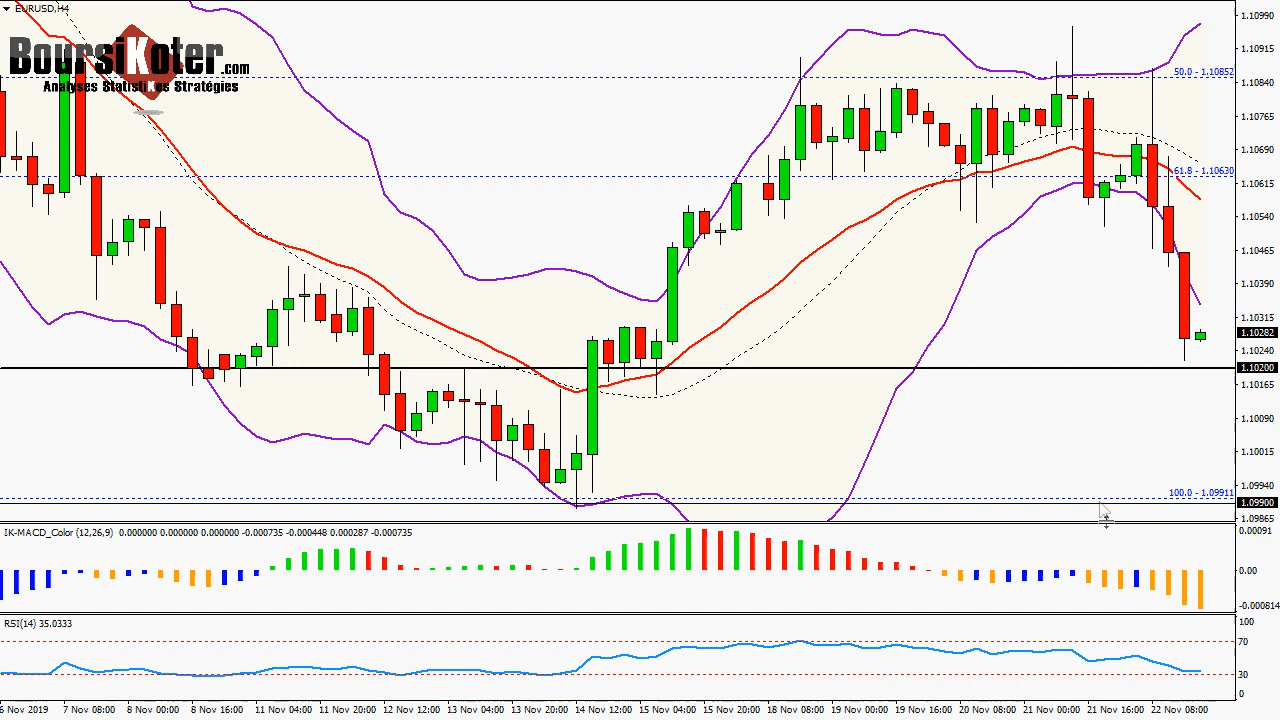 EURUSD,H4
BoursiKoter.com
Analyses Statistikues Stratégies
50.0 - 1.10852
61.8 - 1.10630
100.0 - 1.09911
1.10990
1.10915
1.10840
1.10765
1.10690
1.10615
1.10540
1.10465
1.10390
1.10315
1.10282
1.10240
1.10200
1.10165
1.10090
1.10015
1.09940
1.09900
1.09865
IK-MACD_Color (12,26,9) 0.000000 0.000000 0.000000 -0.000735 -0.000448 0.000287 -0.000735
0.00091
0.00
-0.000814
RSI(14) 35.0333
100
70
30
0
6 Nov 2019 7 Nov 08:00 8 Nov 00:00 8 Nov 16:00 11 Nov 04:00 11 Nov 20:00 12 Nov 12:00 13 Nov 04:00 13 Nov 20:00 14 Nov 12:00 15 Nov 04:00 15 Nov 20:00 18 Nov 08:00 19 Nov 00:00 19 Nov 16:00 20 Nov 08:00 21 Nov 00:00 21 Nov 16:00 22 Nov 08:00